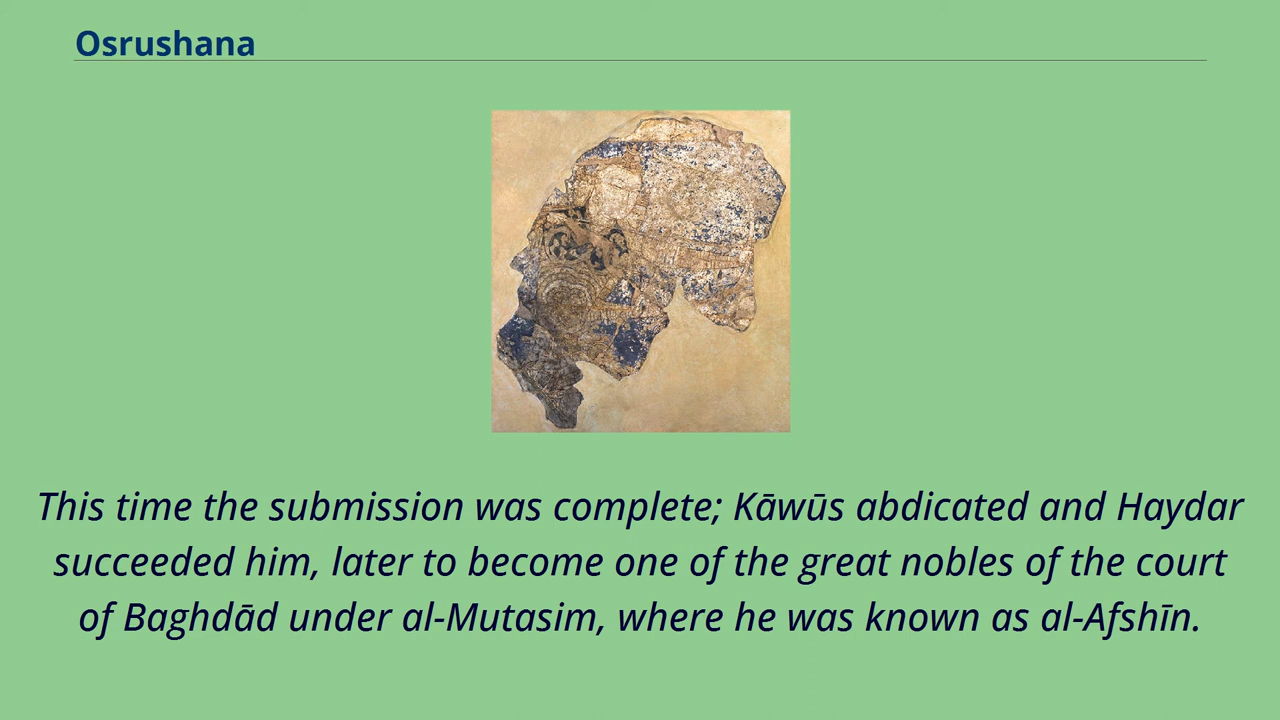 Osrushana
This time the submission was complete; Kāwūs abdicated and Haydar
succeeded him, later to become one of the great nobles of the court
of Baghdād under al-Mutasim, where he was known as al-Afshīn.